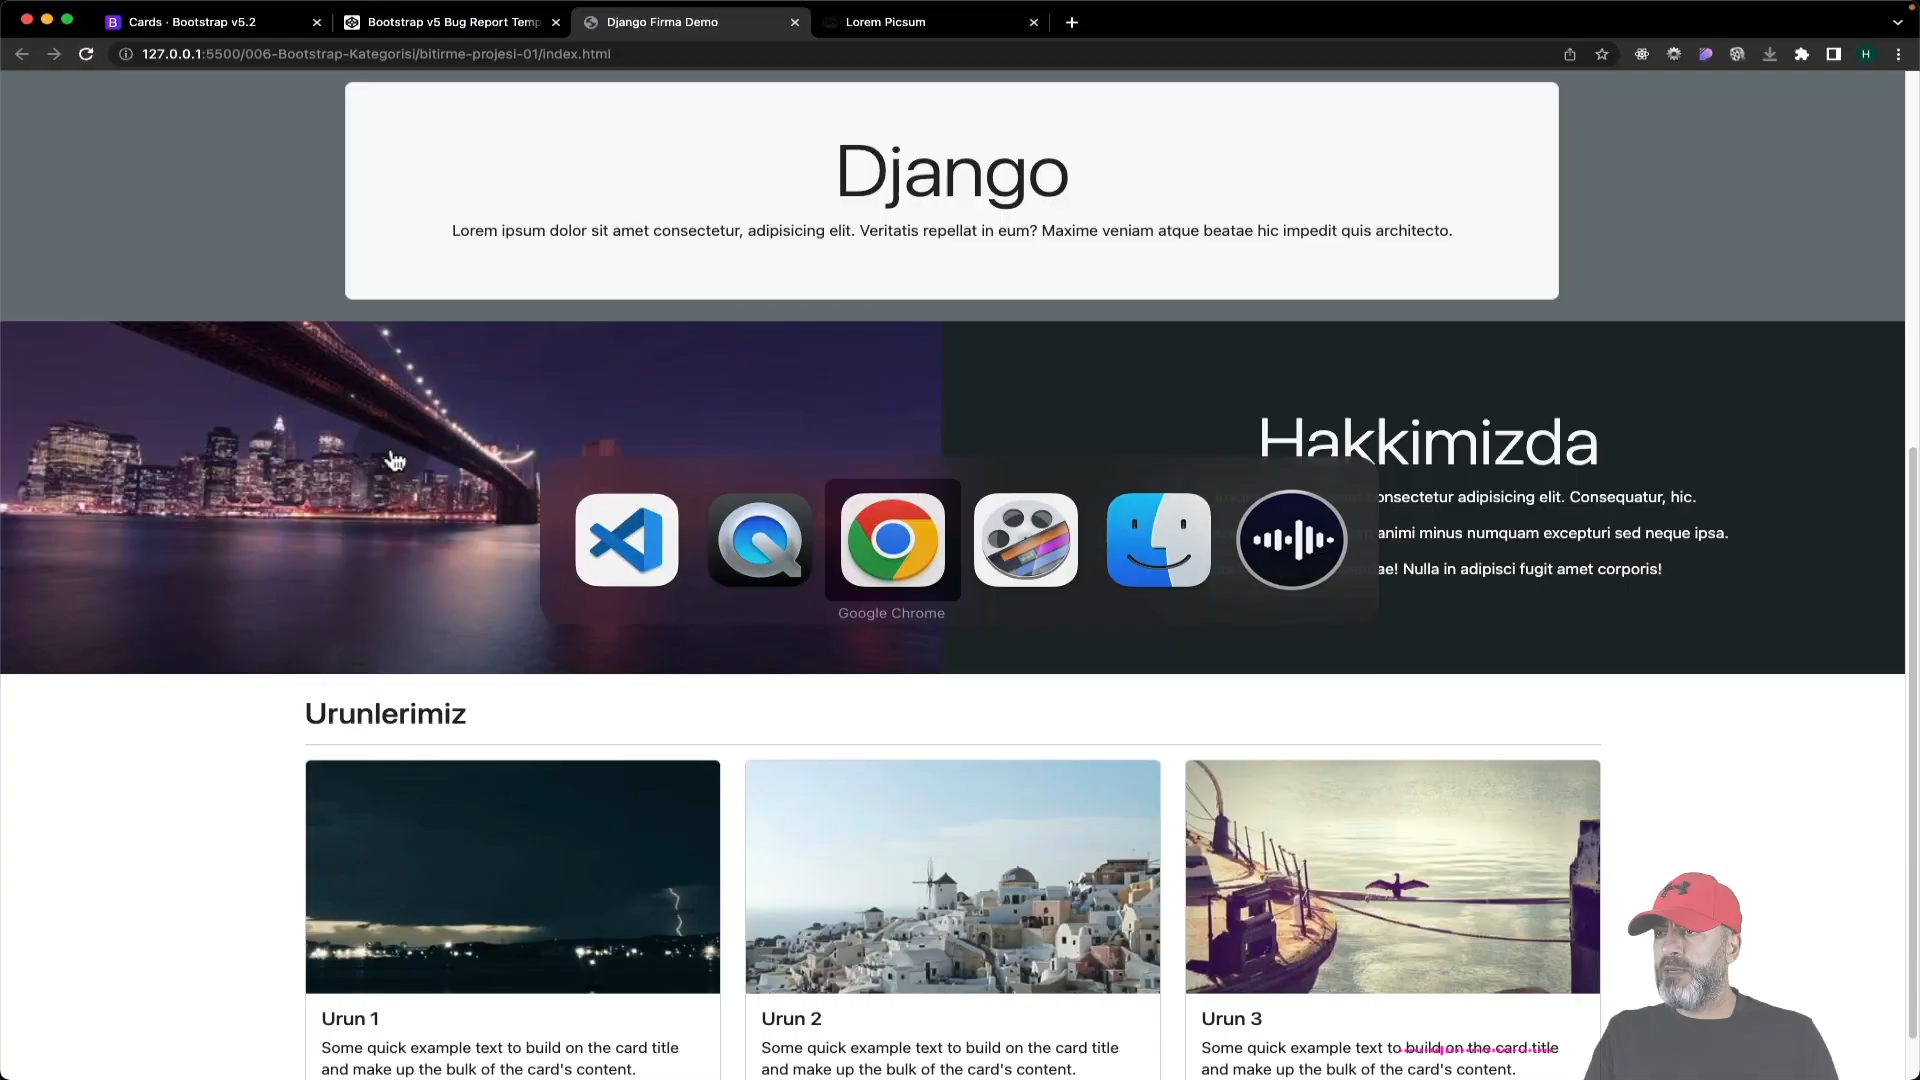 Cards · Bootstrap v5.2
Bootstrap v5 Bug Report Temp
Django Firma Demo
Lorem Picsum
127.0.0.1:5500/006-Bootstrap-Kategorisi/bitirme-projesi-01/index.html
H
Django
Lorem ipsum dolor sit amet consectetur, adipisicing elit. Veritatis repellat in eum? Maxime veniam atque beatae hic impedit quis architecto.
Hakkimizda
consectetur adipisicing elit. Consequatur, hic.
animi minus numquam excepturi sed neque ipsa.
ae! Nulla in adipisci fugit amet corporis!
Google Chrome
Urunlerimiz
Urun 1
Some quick example text to build on the card title
and make up the bulk of the card's content.
Urun 2
Some quick example text to build on the card title
and make up the bulk of the card's content.
Urun 3
Some quick example text to build on the card title
and make up the bulk of the card's content.